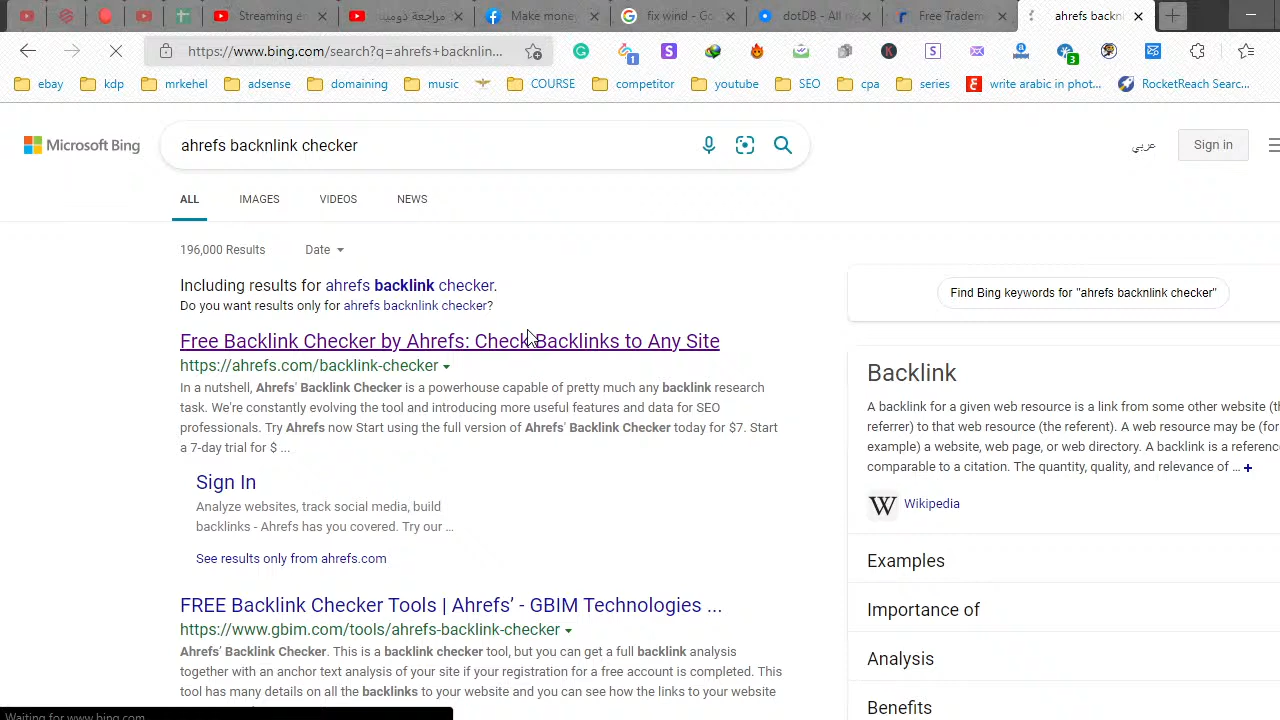 Streaming e
مراجعة دوميند
Make money
fix wind - Go
dotDB - All n
Free Tradem
ahrefs backn
https://www.bing.com/search?q=ahrefs+backnlin...
1
S
K
S
3
ebay
kdp
mrkehel
adsense
domaining
music
COURSE
competitor
youtube
SEO
cpa
series
write arabic in phot...
RocketReach Searc...
Microsoft Bing
ahrefs backnlink checker
عربي
Sign in
ALL
IMAGES
VIDEOS
NEWS
196,000 Results
Date
Including results for ahrefs backlink checker.
Do you want results only for ahrefs backnlink checker?
Find Bing keywords for "ahrefs backnlink checker"
Free Backlink Checker by Ahrefs: Check Backlinks to Any Site
https://ahrefs.com/backlink-checker
In a nutshell, Ahrefs' Backlink Checker is a powerhouse capable of pretty much any backlink research
task. We're constantly evolving the tool and introducing more useful features and data for SEO
professionals. Try Ahrefs now Start using the full version of Ahrefs' Backlink Checker today for $7. Start
a 7-day trial for $ ...
Sign In
Analyze websites, track social media, build
backlinks - Ahrefs has you covered. Try our ...
See results only from ahrefs.com
FREE Backlink Checker Tools | Ahrefs’ - GBIM Technologies ...
https://www.gbim.com/tools/ahrefs-backlink-checker
Ahrefs’ Backlink Checker. This is a backlink checker tool, but you can get a full backlink analysis
together with an anchor text analysis of your site if your registration for a free account is completed. This
tool has many details on all the backlinks to your website and you can see how the links to your website
Backlink
A backlink for a given web resource is a link from some other website (th
referrer) to that web resource (the referent). A web resource may be (for
example) a website, web page, or web directory. A backlink is a reference
comparable to a citation. The quantity, quality, and relevance of ... +
W Wikipedia
Examples
Importance of
Analysis
Benefits
Waiting for www.bing.com